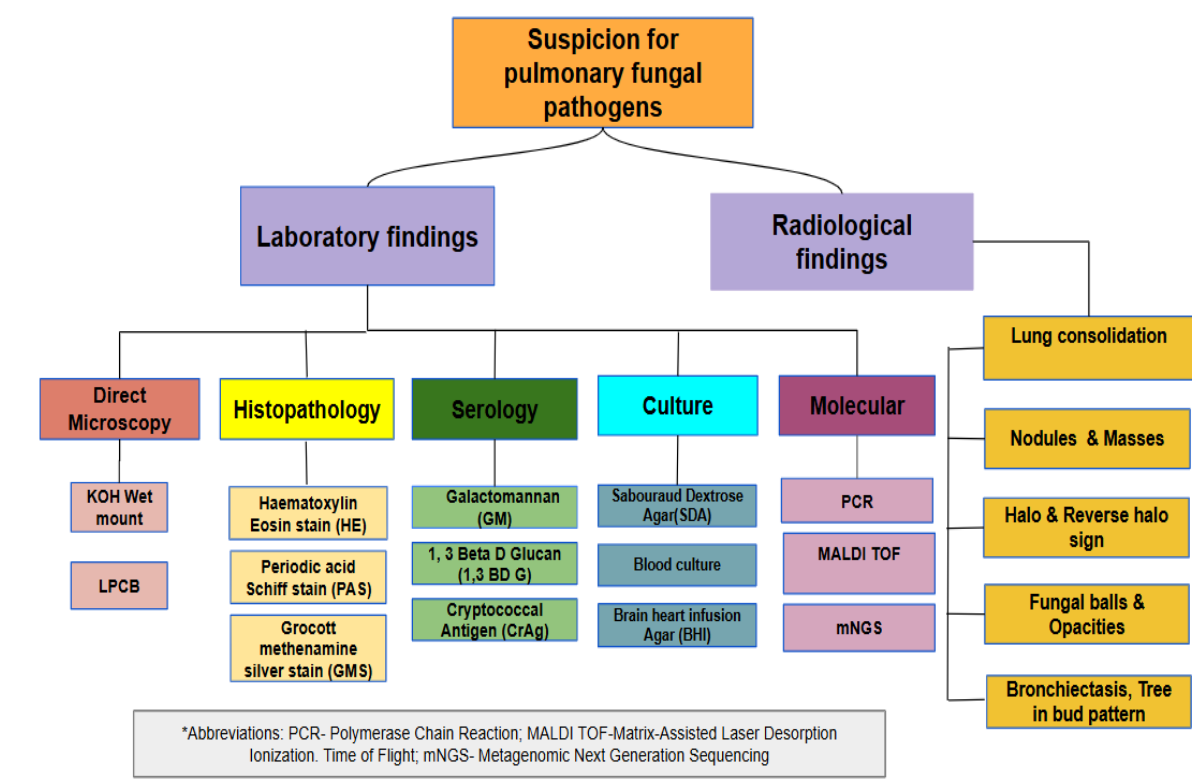 Suspicion for
pulmonary fungal
pathogens
Laboratory findings
Radiological
findings
Direct
Microscopy
KOH Wet
mount
LPCB
Histopathology
Haematoxylin
Eosin stain (HE)
Periodic acid
Schiff stain (PAS)
Grocott
methenamine
silver stain (GMS)
Serology
Galactomannan
(GM)
1, 3 Beta D Glucan
(1,3 BD G)
Cryptococcal
Antigen (CrAg)
Culture
Sabouraud Dextrose
Agar(SDA)
Blood culture
Brain heart infusion
Agar (BHI)
Molecular
PCR
MALDI TOF
mNGS
Lung consolidation
Nodules & Masses
Halo & Reverse halo
sign
Fungal balls &
Opacities
Bronchiectasis, Tree
in bud pattern
*Abbreviations: PCR- Polymerase Chain Reaction; MALDI TOF-Matrix-Assisted Laser Desorption
Ionization. Time of Flight; mNGS- Metagenomic Next Generation Sequencing